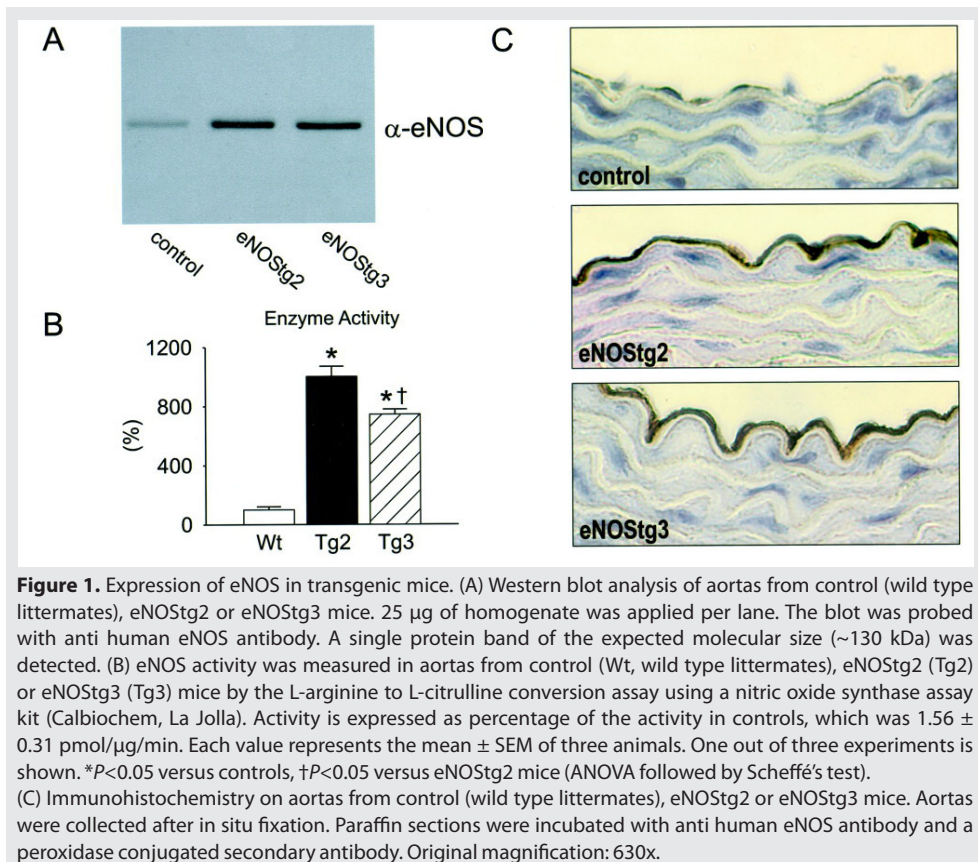 A
α-eNOS
control
eNOStg2
eNOStg3
B
Enzyme Activity
1200
800
400
0
(%)
*
*†
Wt
Tg2
Tg3
C
control
eNOStg2
eNOStg3
Figure 1. Expression of eNOS in transgenic mice. (A) Western blot analysis of aortas from control (wild type
littermates), eNOStg2 or eNOStg3 mice. 25 µg of homogenate was applied per lane. The blot was probed
with anti human eNOS antibody. A single protein band of the expected molecular size (~130 kDa) was
detected. (B) eNOS activity was measured in aortas from control (Wt, wild type littermates), eNOStg2 (Tg2)
or eNOStg3 (Tg3) mice by the L-arginine to L-citrulline conversion assay using a nitric oxide synthase assay
kit (Calbiochem, La Jolla). Activity is expressed as percentage of the activity in controls, which was 1.56 ±
0.31 pmol/µg/min. Each value represents the mean ± SEM of three animals. One out of three experiments is
shown. *P<0.05 versus controls, †P<0.05 versus eNOStg2 mice (ANOVA followed by Scheffé's test).
(C) Immunohistochemistry on aortas from control (wild type littermates), eNOStg2 or eNOStg3 mice. Aortas
were collected after in situ fixation. Paraffin sections were incubated with anti human eNOS antibody and a
peroxidase conjugated secondary antibody. Original magnification: 630x.